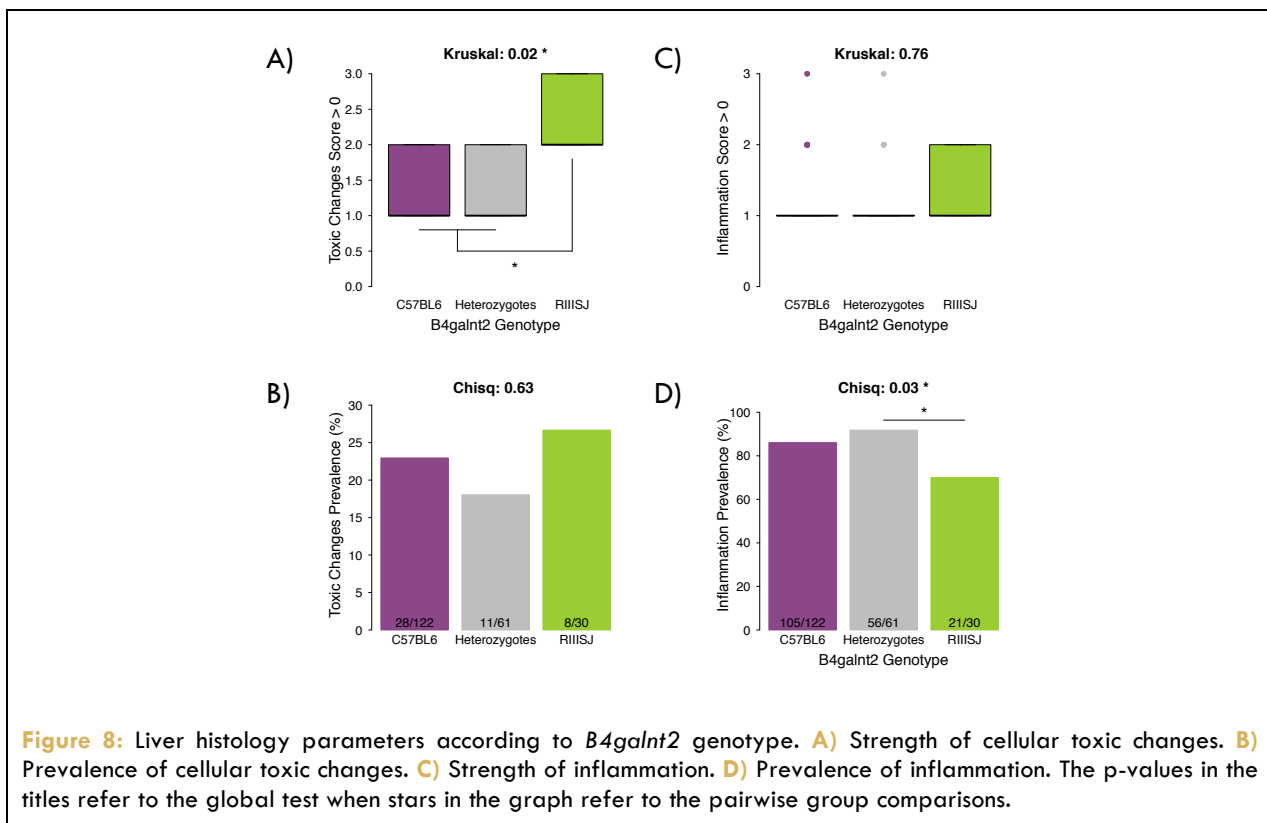 A)
Kruskal: 0.02 *
Toxic Changes Score > 0
3.0
2.5
2.0
1.5
1.0
0.5
0.0
*
C57BL6 Heterozygotes RIIISJ
B4galnt2 Genotype
C)
Kruskal: 0.76
Inflammation Score > 0
3
2
1
0
C57BL6 Heterozygotes RIIISJ
B4galnt2 Genotype
B)
Chisq: 0.63
Toxic Changes Prevalence (%)
30
25
20
15
10
5
0
28/122 11/61 8/30
C57BL6 Heterozygotes RIIISJ
D)
Chisq: 0.03 *
Inflammation Prevalence (%)
100
80
60
40
20
0
*
105/122 56/61 21/30
C57BL6 Heterozygotes RIIISJ
B4galnt2 Genotype
Figure 8: Liver histology parameters according to B4galnt2 genotype. A) Strength of cellular toxic changes. B)
Prevalence of cellular toxic changes. C) Strength of inflammation. D) Prevalence of inflammation. The p-values in the
titles refer to the global test when stars in the graph refer to the pairwise group comparisons.